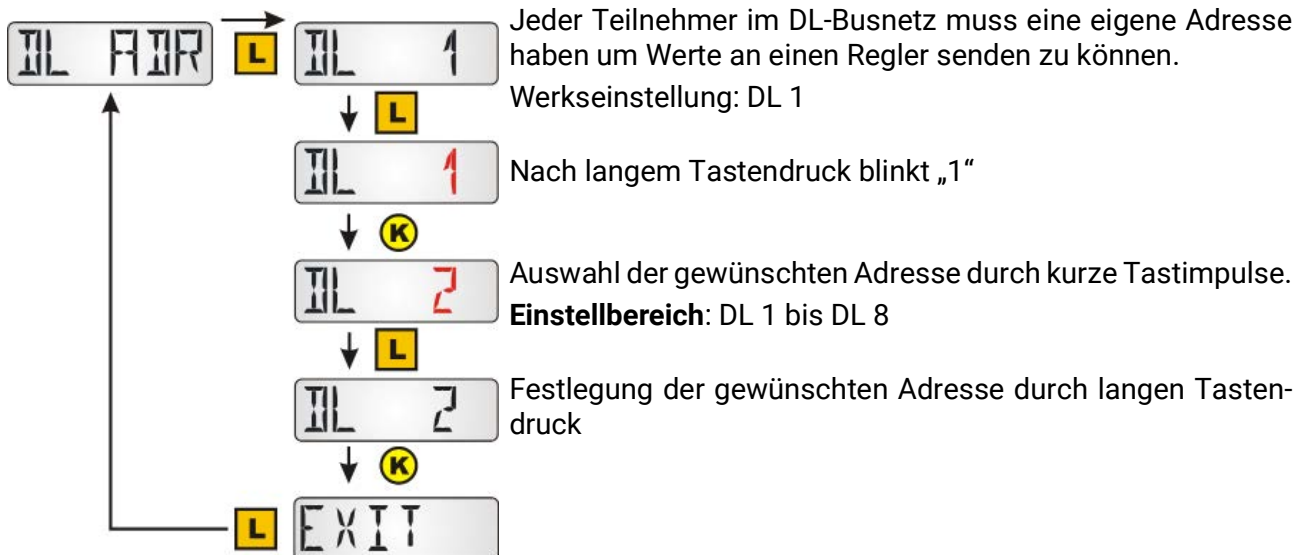 DL ADR
L
DL 1
Jeder Teilnehmer im DL-Busnetz muss eine eigene Adresse
haben um Werte an einen Regler senden zu können.
Werkseinstellung: DL 1
L
DL 1
Nach langem Tastendruck blinkt „1“
K
DL 2
Auswahl der gewünschten Adresse durch kurze Tastimpulse.
Einstellbereich: DL 1 bis DL 8
L
DL 2
Festlegung der gewünschten Adresse durch langen Tasten-
druck
K
L
EXIT